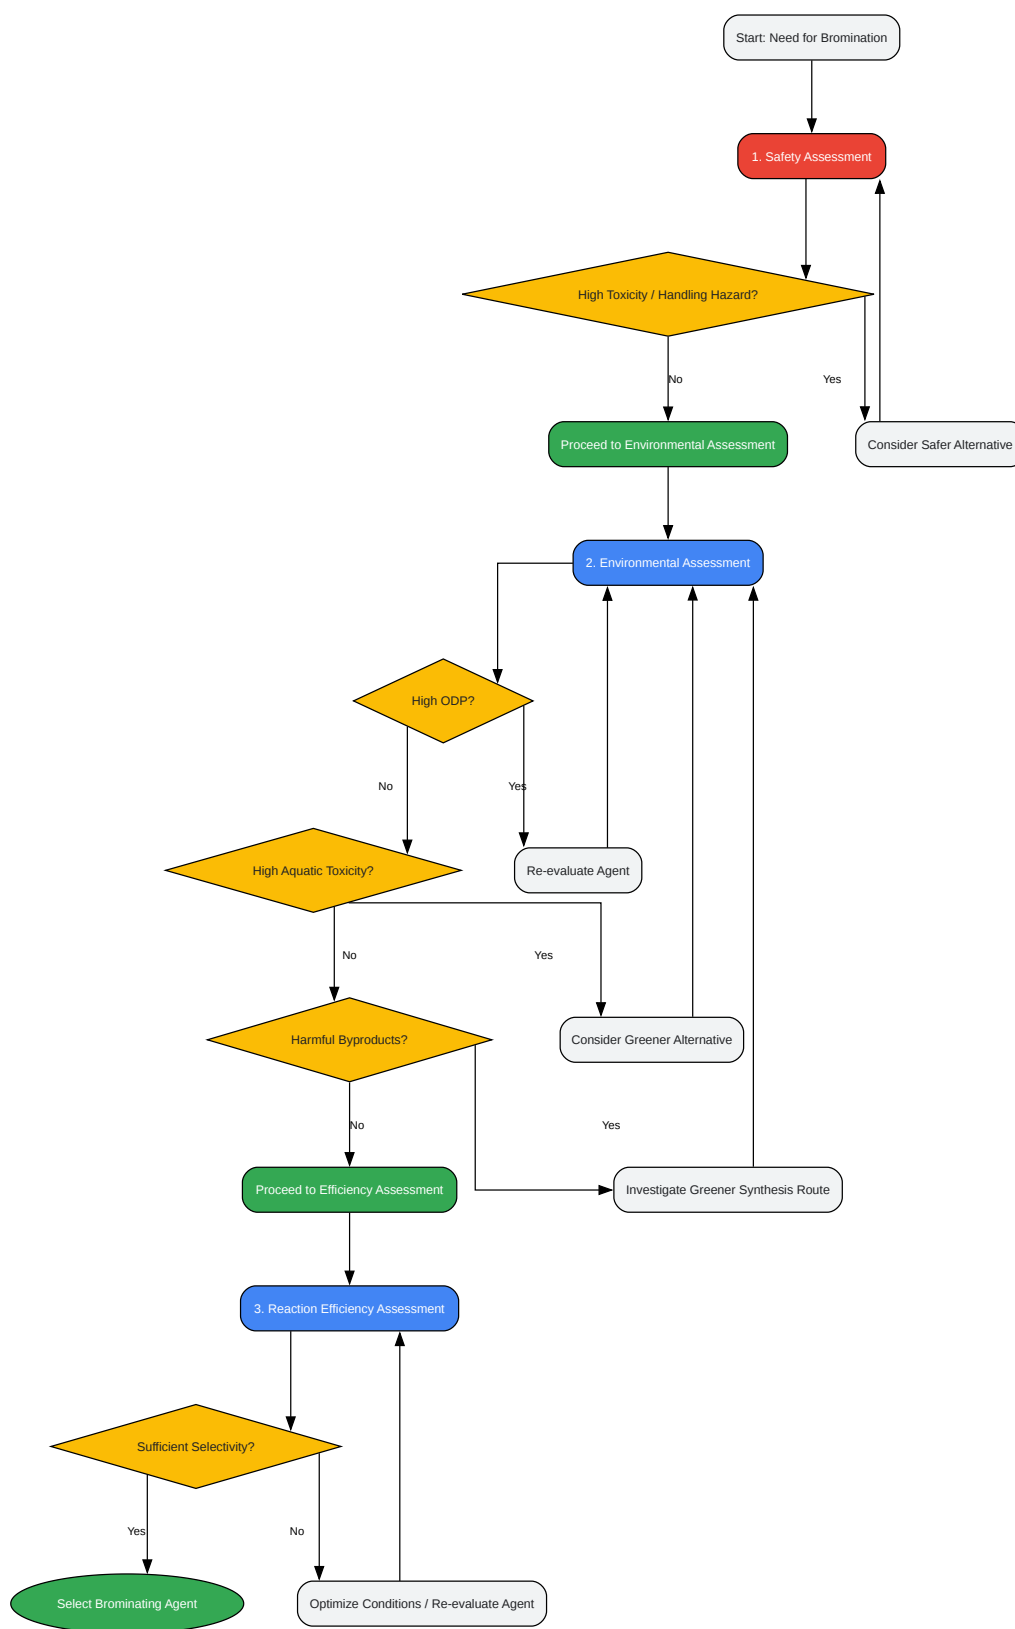 Start: Need for Bromination
1. Safety Assessment
High Toxicity / Handling Hazard?
No
Yes
Proceed to Environmental Assessment
Consider Safer Alternative
2. Environmental Assessment
High ODP?
No
Yes
High Aquatic Toxicity?
Re-evaluate Agent
No
Yes
Harmful Byproducts?
Consider Greener Alternative
No
Yes
Proceed to Efficiency Assessment
Investigate Greener Synthesis Route
3. Reaction Efficiency Assessment
Sufficient Selectivity?
Yes
No
Select Brominating Agent
Optimize Conditions / Re-evaluate Agent